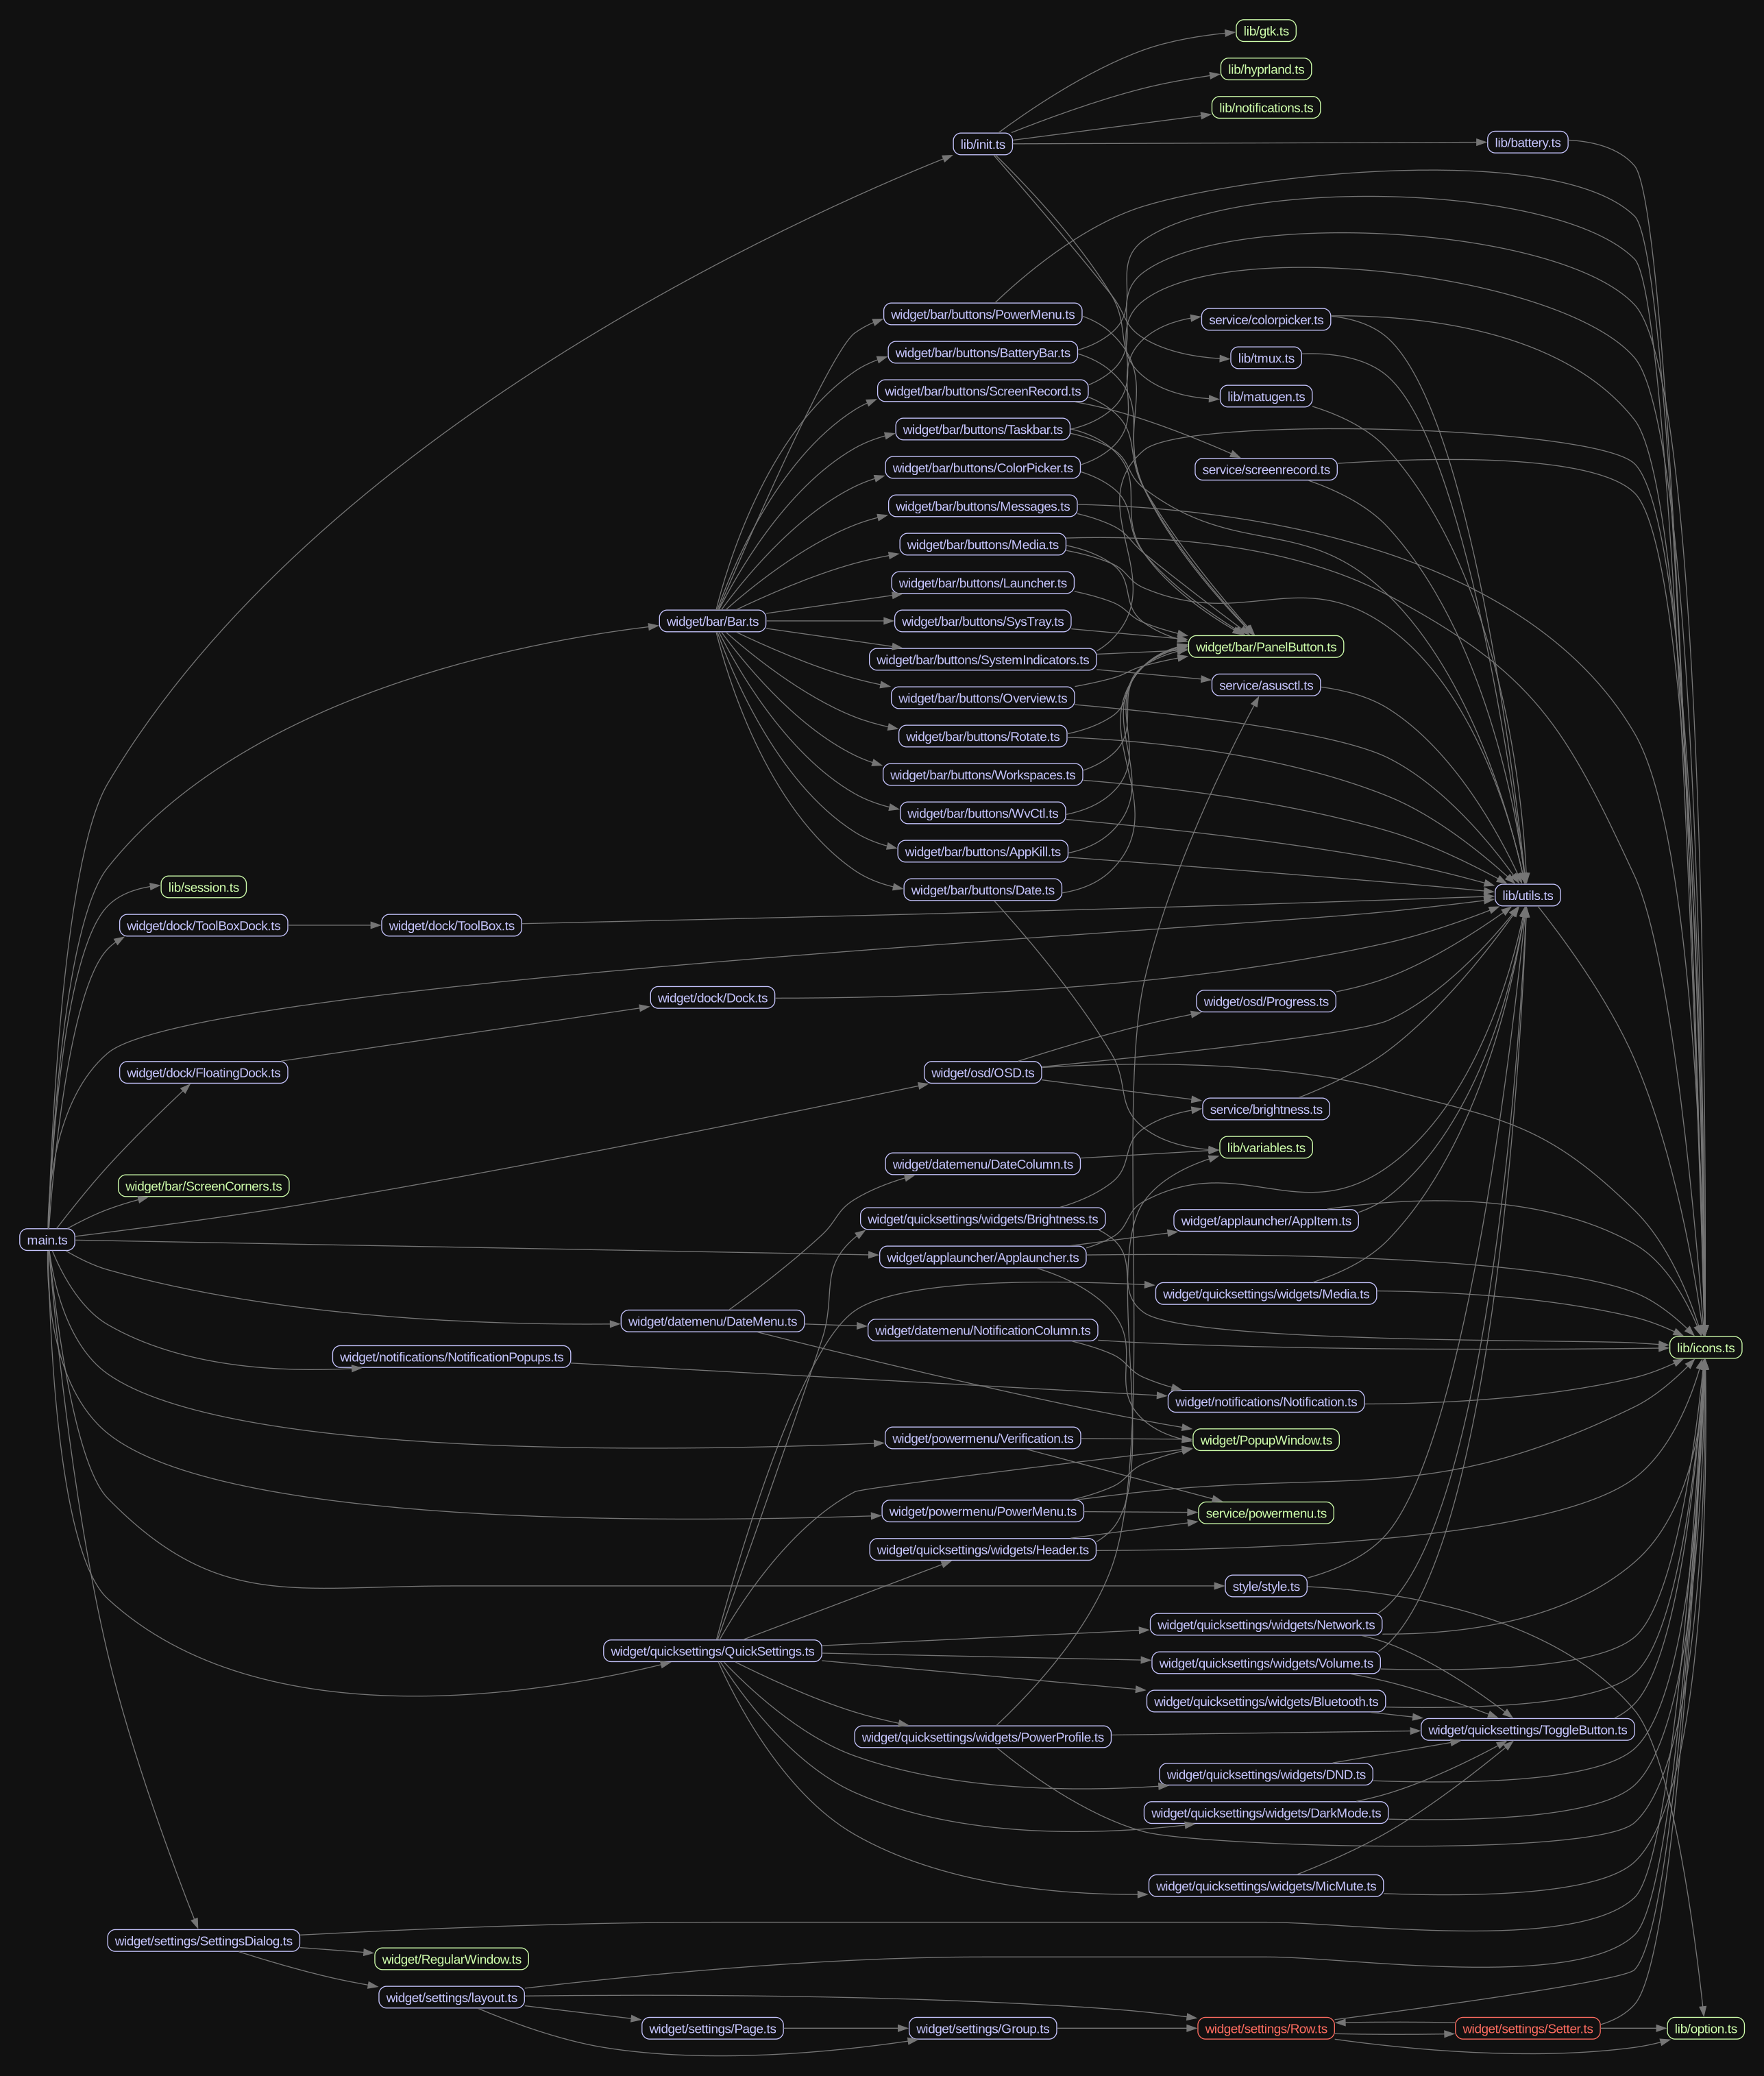 lib/gtk.ts
lib/hyprland.ts
lib/notifications.ts
lib/init.ts
lib/battery.ts
widget/bar/buttons/PowerMenu.ts
service/colorpicker.ts
widget/bar/buttons/BatteryBar.ts
lib/tmux.ts
widget/bar/buttons/ScreenRecord.ts
lib/matugen.ts
widget/bar/buttons/Taskbar.ts
widget/bar/buttons/ColorPicker.ts
service/screenrecord.ts
widget/bar/buttons/Messages.ts
widget/bar/buttons/Media.ts
widget/bar/buttons/Launcher.ts
widget/bar/Bar.ts
widget/bar/buttons/SysTray.ts
widget/bar/PanelButton.ts
widget/bar/buttons/SystemIndicators.ts
service/asusctl.ts
widget/bar/buttons/Overview.ts
widget/bar/buttons/Rotate.ts
widget/bar/buttons/Workspaces.ts
widget/bar/buttons/WvCtl.ts
widget/bar/buttons/AppKill.ts
lib/session.ts
widget/bar/buttons/Date.ts
lib/utils.ts
widget/dock/ToolBoxDock.ts
widget/dock/ToolBox.ts
widget/dock/Dock.ts
widget/osd/Progress.ts
widget/dock/FloatingDock.ts
widget/osd/OSD.ts
service/brightness.ts
lib/variables.ts
widget/datemenu/DateColumn.ts
widget/bar/ScreenCorners.ts
widget/quicksettings/widgets/Brightness.ts
widget/applauncher/AppItem.ts
main.ts
widget/applauncher/Applauncher.ts
widget/quicksettings/widgets/Media.ts
widget/datemenu/DateMenu.ts
widget/datemenu/NotificationColumn.ts
lib/icons.ts
widget/notifications/NotificationPopups.ts
widget/notifications/Notification.ts
widget/powermenu/Verification.ts
widget/PopupWindow.ts
widget/powermenu/PowerMenu.ts
service/powermenu.ts
widget/quicksettings/widgets/Header.ts
style/style.ts
widget/quicksettings/widgets/Network.ts
widget/quicksettings/QuickSettings.ts
widget/quicksettings/widgets/Volume.ts
widget/quicksettings/widgets/Bluetooth.ts
widget/quicksettings/ToggleButton.ts
widget/quicksettings/widgets/PowerProfile.ts
widget/quicksettings/widgets/DND.ts
widget/quicksettings/widgets/DarkMode.ts
widget/quicksettings/widgets/MicMute.ts
widget/settings/SettingsDialog.ts
widget/RegularWindow.ts
widget/settings/layout.ts
widget/settings/Page.ts
widget/settings/Group.ts
widget/settings/Row.ts
widget/settings/Setter.ts
lib/option.ts